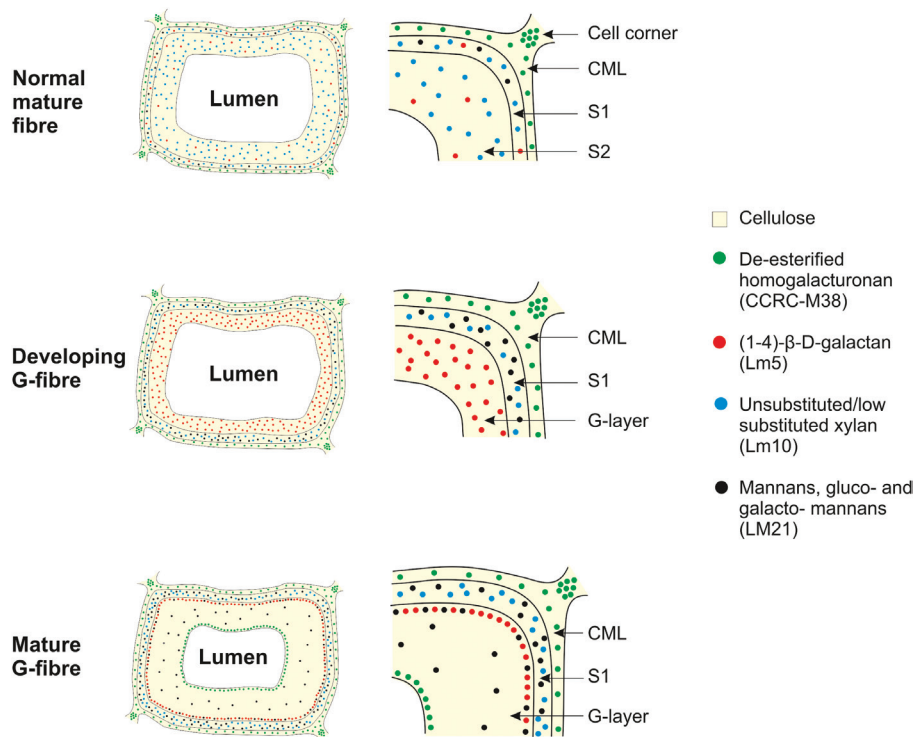 Normal
mature
fibre
Lumen
Cell corner
CML
S1
S2
Developing
G-fibre
Lumen
CML
S1
G-layer
Mature
G-fibre
Lumen
CML
S1
G-layer
Cellulose
De-esterified
homogalacturonan
(CCRC-M38)
(1-4)-β-D-galactan
(Lm5)
Unsubstituted/low
substituted xylan
(Lm10)
Mannans, gluco- and
galacto- mannans
(LM21)